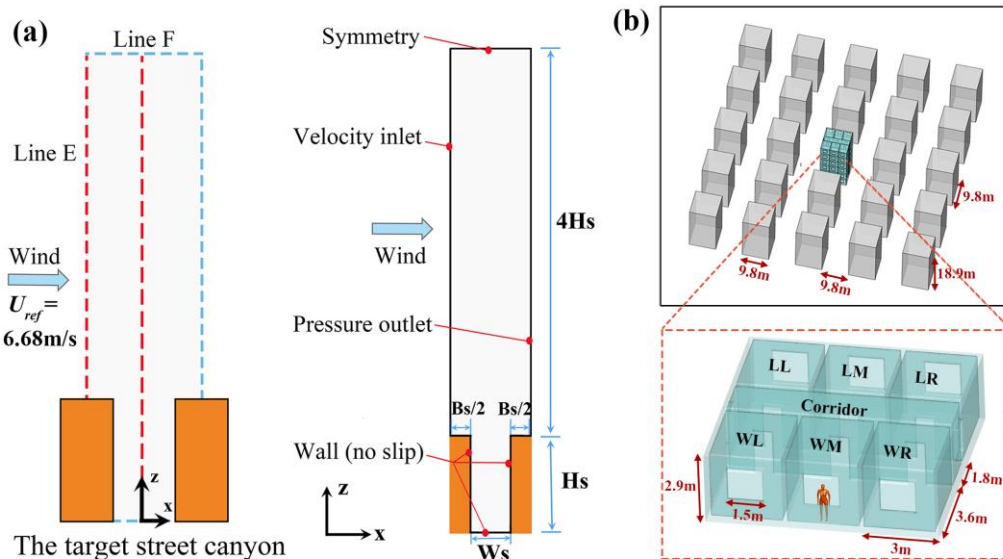 (a)
Line F
Line E
Wind
U_ref=
6.68m/s
z
x
The target street canyon
Symmetry
Velocity inlet
Wind
4Hs
Pressure outlet
Bs/2
Bs/2
Wall (no slip)
Hs
z
x
Ws
(b)
9.8m
9.8m
9.8m
18.9m
LL
LM
LR
Corridor
WL
WM
WR
2.9m
1.5m
1.8m
3.6m
3m